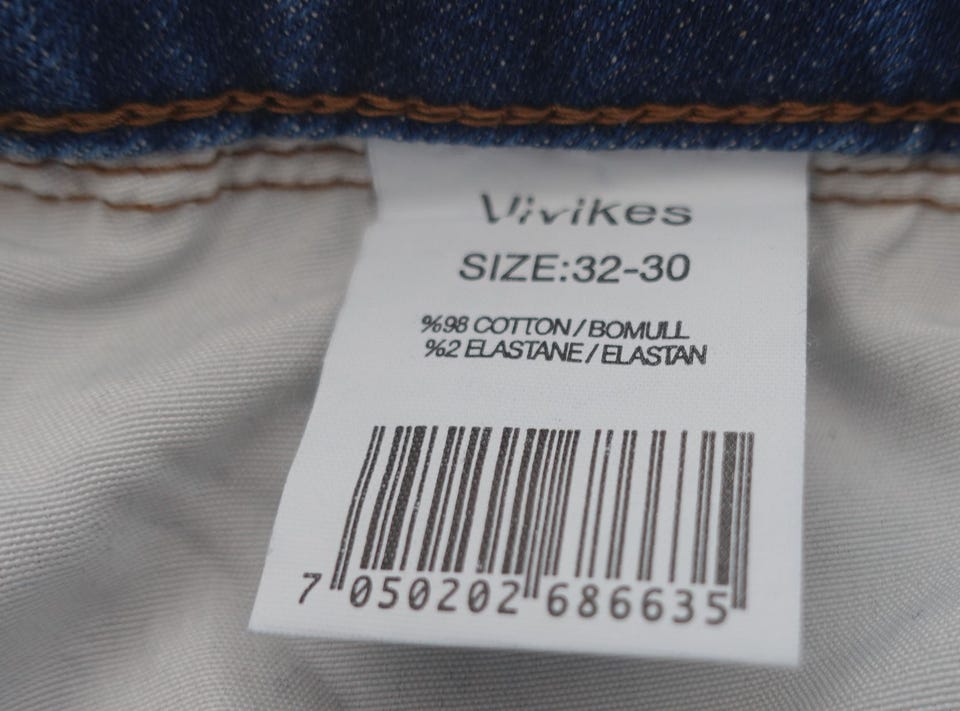 Vivikes
SIZE:32-30
%98 COTTON/BOMULL
%2 ELASTANE/ELASTAN
7 050202 686635